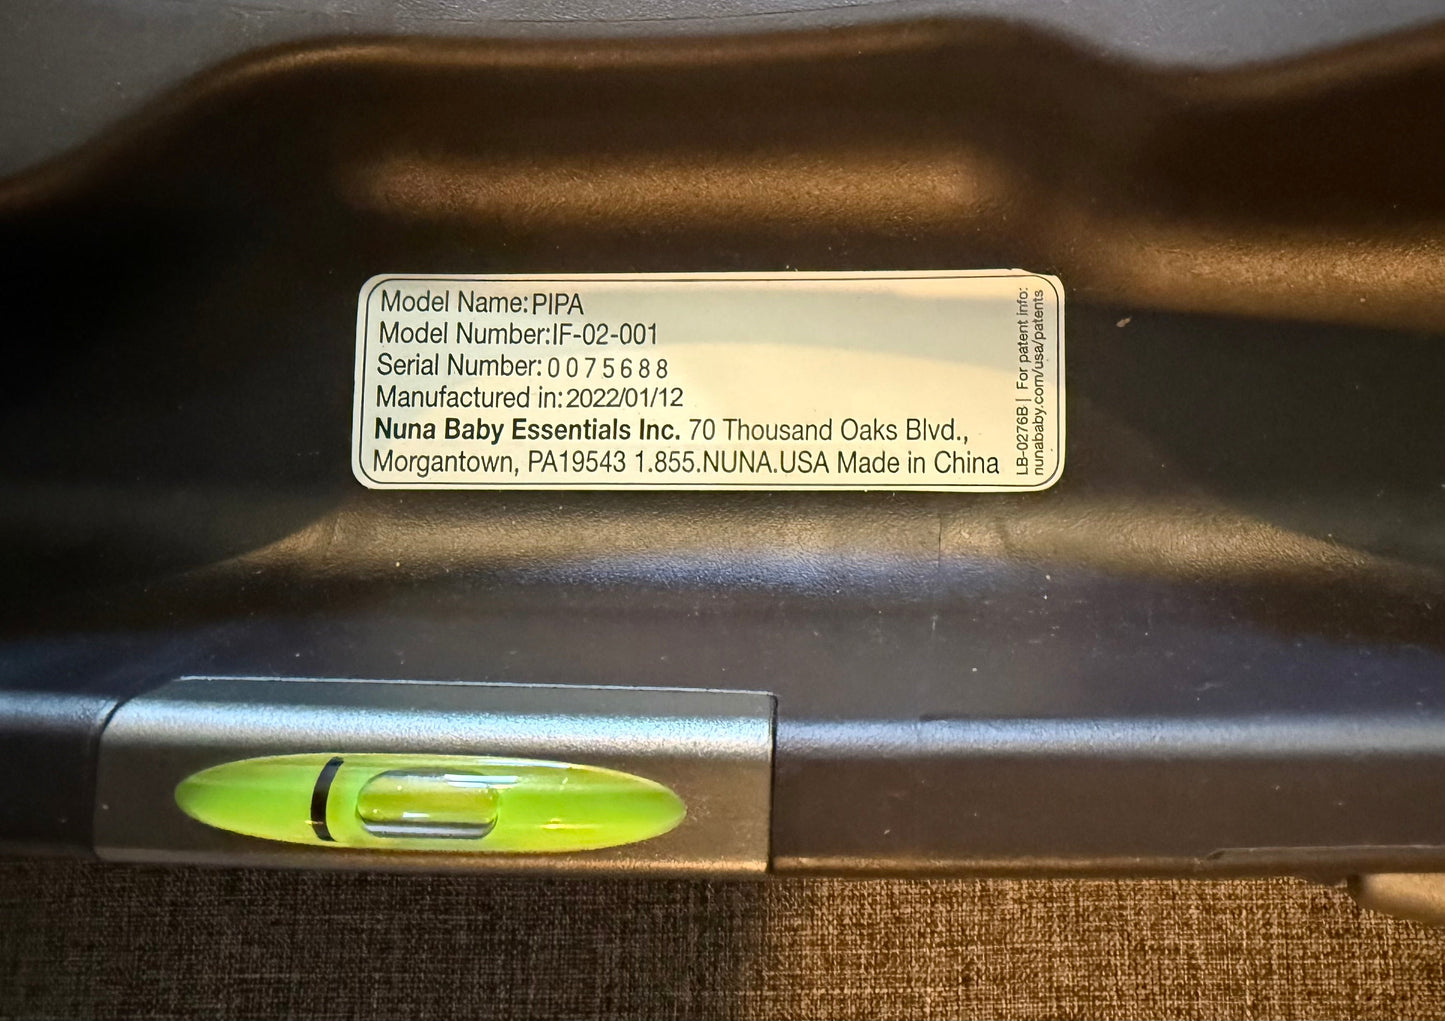 Model Name: PIPA
Model Number:IF-02-001
Serial Number: 0075688
Manufactured in: 2022/01/12
Nuna Baby Essentials Inc. 70 Thousand Oaks Blvd.,
Morgantown, PA19543 1.855.NUNA.USA Made in China
LB-0276B | For patent info:
nunababy.com/usa/patents